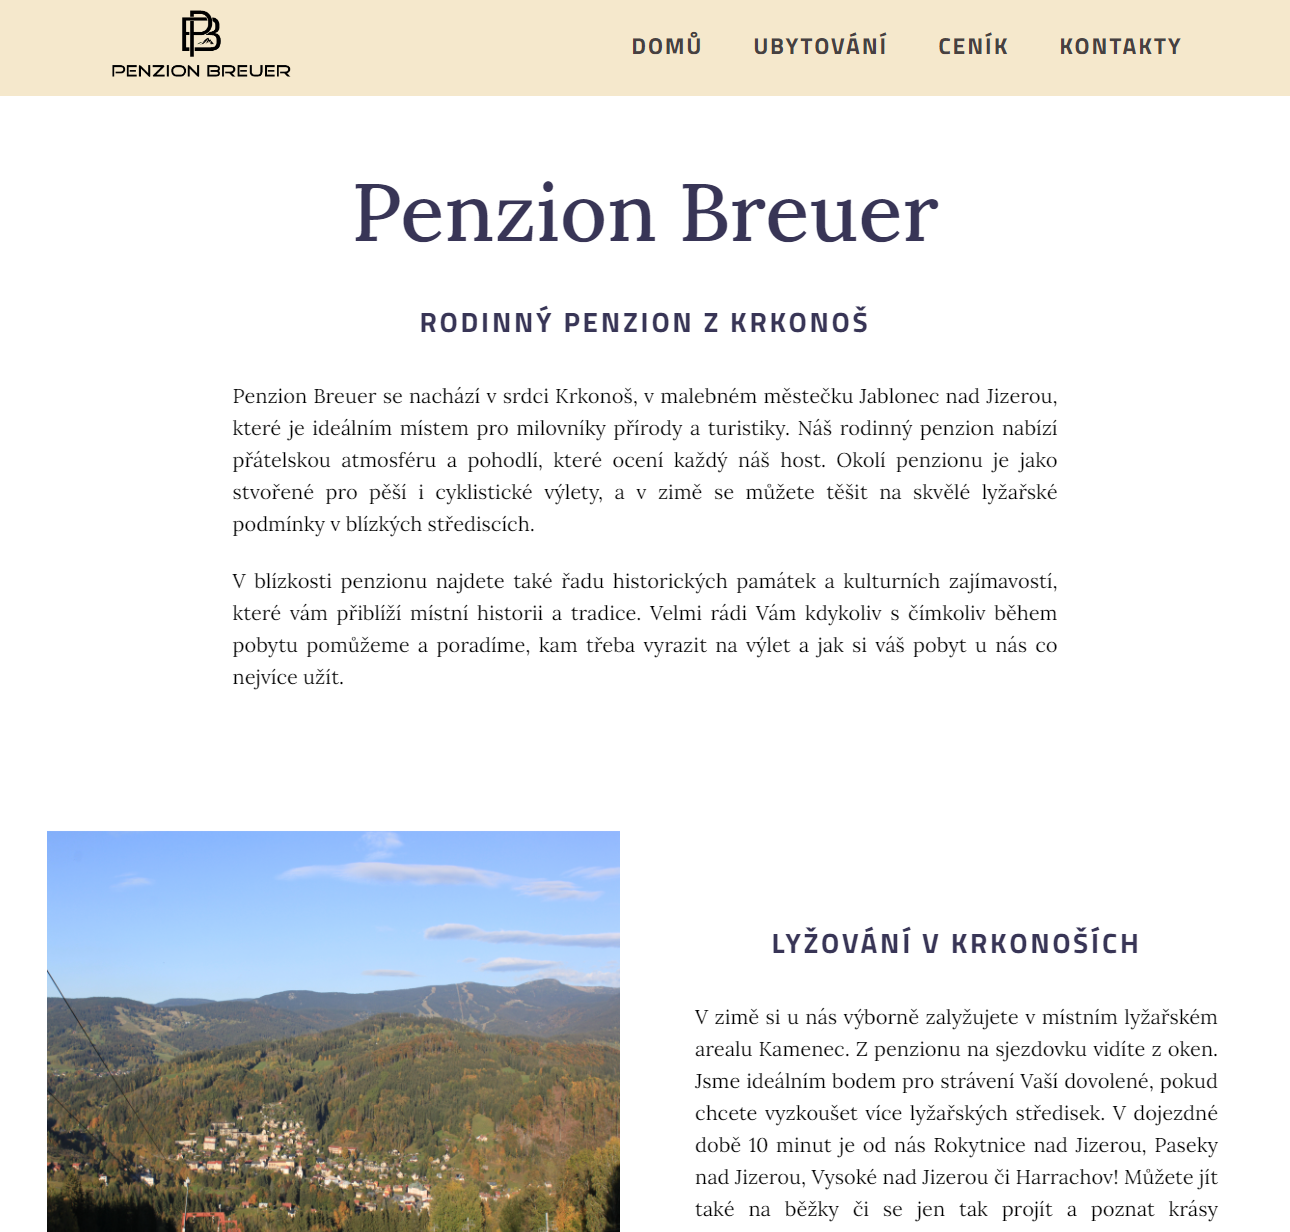 PENZION BREUER
DOMŮ UBYTOVÁNÍ CENÍK KONTAKTY
Penzion Breuer
RODINNÝ PENZION Z KRKONOŠ
Penzion Breuer se nachází v srdci Krkonoš, v malebném městečku Jablonec nad Jizerou,
které je ideálním místem pro milovníky přírody a turistiky. Náš rodinný penzion nabízí
přátelskou atmosféru a pohodlí, které ocení každý náš host. Okolí penzionu je jako
stvořené pro pěší i cyklistické výlety, a v zimě se můžete těšit na skvělé lyžařské
podmínky v blízkých střediscích.
V blízkosti penzionu najdete také řadu historických památek a kulturních zajímavostí,
které vám přiblíží místní historii a tradice. Velmi rádi Vám kdykoliv s čímkoliv během
pobytu pomůžeme a poradíme, kam třeba vyrazit na výlet a jak si váš pobyt u nás co
nejvíce užít.
LYŽOVÁNÍ V KRKONOŠÍCH
V zimě si u nás výborně zalyžujete v místním lyžařském
arealu Kamenec. Z penzionu na sjezdovku vidíte z oken.
Jsme ideálním bodem pro strávení Vaší dovolené, pokud
chcete vyzkoušet více lyžařských středisek. V dojezdné
době 10 minut je od nás Rokytnice nad Jizerou, Paseky
nad Jizerou, Vysoké nad Jizerou či Harrachov! Můžete jít
také na běžky či se jen tak projít a poznat krásy